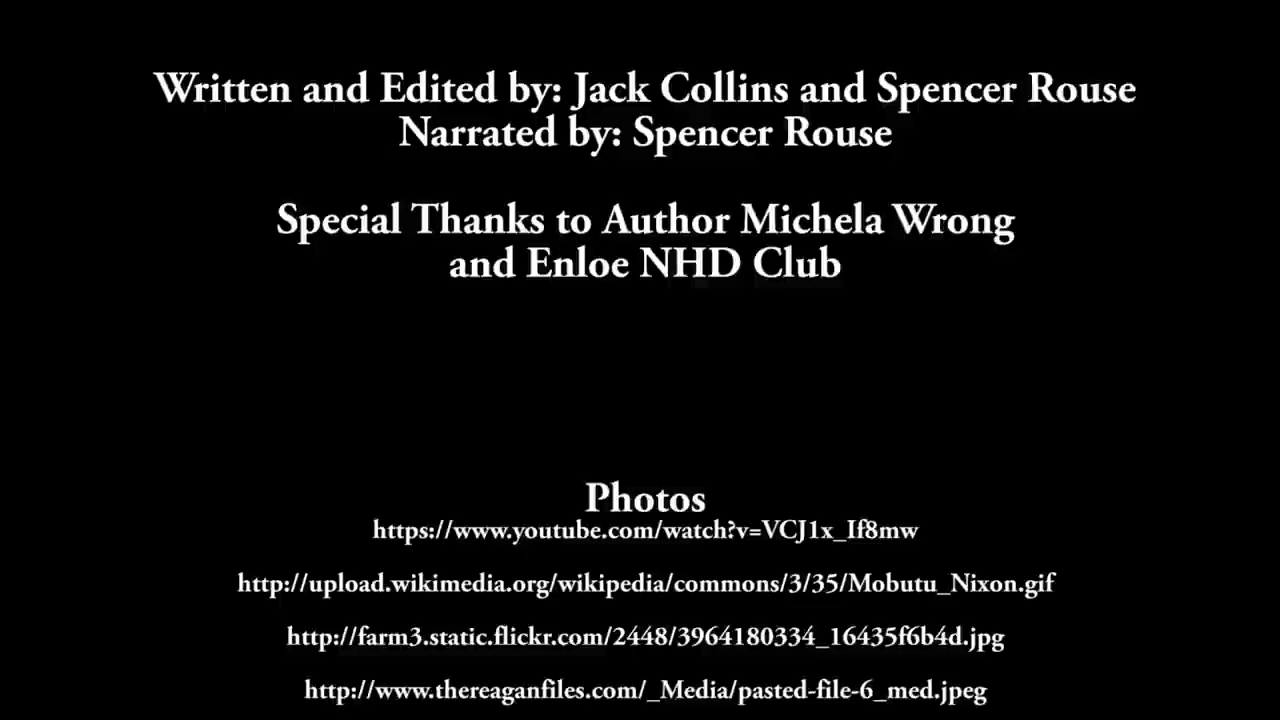 Written and Edited by: Jack Collins and Spencer Rouse
Narrated by: Spencer Rouse
Special Thanks to Author Michela Wrong
and Enloe NHD Club
Photos
https://www.youtube.com/watch?v=VCJ1x_If8mw
http://upload.wikimedia.org/wikipedia/commons/3/35/Mobutu_Nixon.gif
http://farm3.static.flickr.com/2448/3964180334_16435f6b4d.jpg
http://www.thereaganfiles.com/_Media/pasted-file-6_med.jpeg